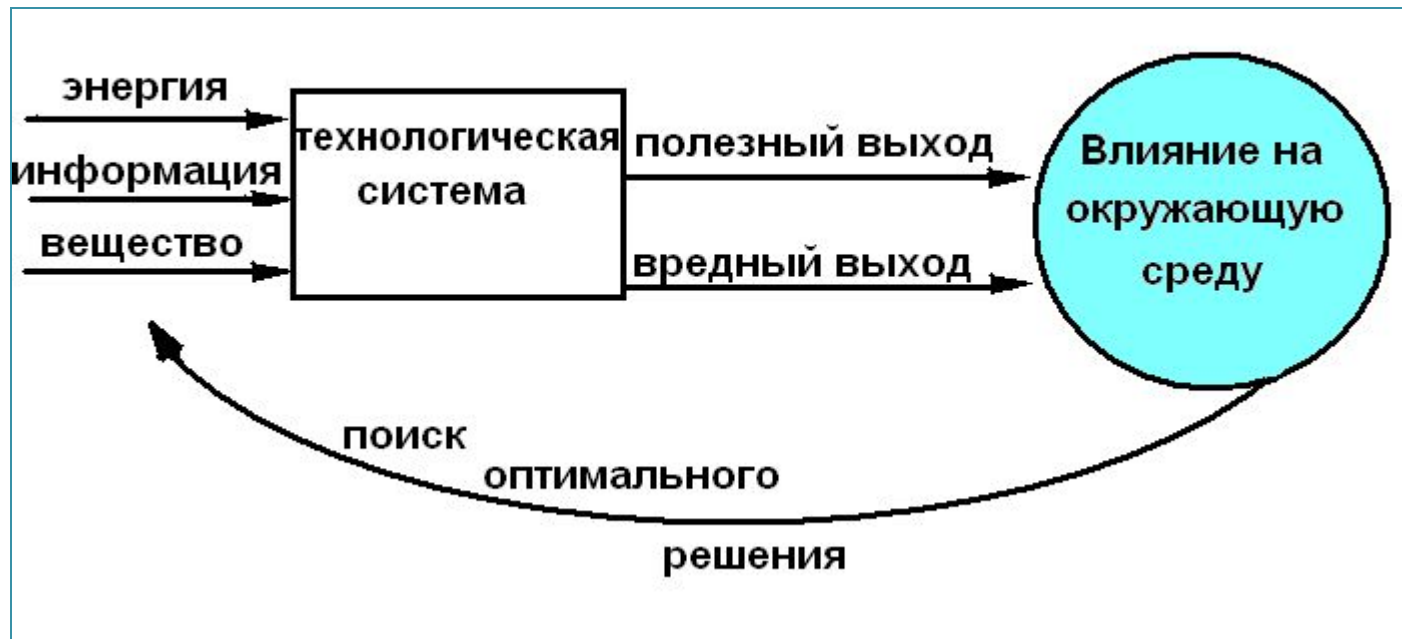 энергия
информация
вещество
технологическая
система
полезный выход
вредный выход
Влияние на
окружающую
среду
поиск
оптимального
решения